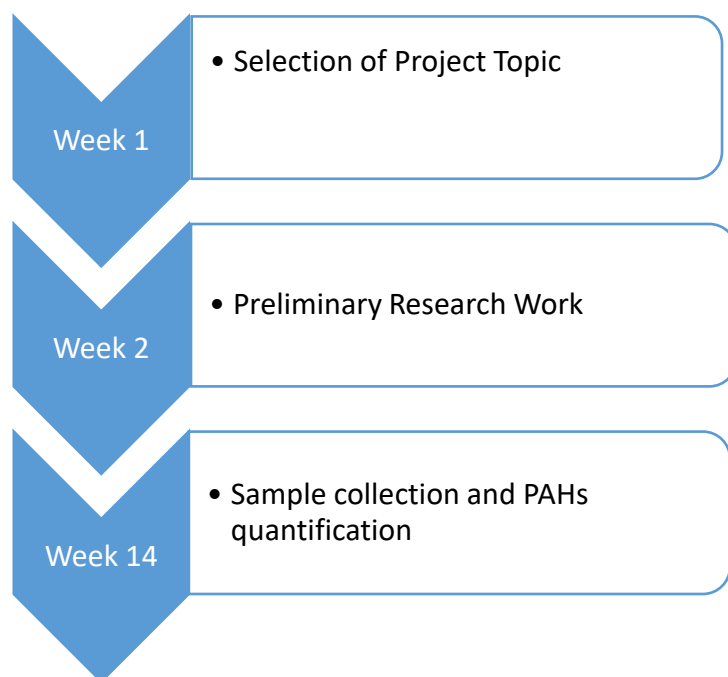 Week 1
• Selection of Project Topic
Week 2
• Preliminary Research Work
Week 14
• Sample collection and PAHs
quantification